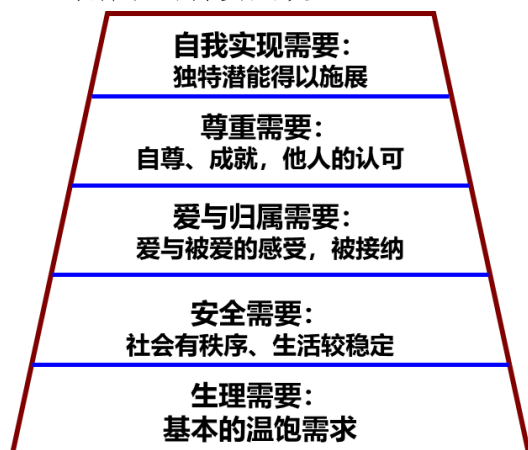 自我实现需要：
独特潜能得以施展
尊重需要：
自尊、成就，他人的认可
爱与归属需要：
爱与被爱的感受，被接纳
安全需要：
社会有秩序、生活较稳定
生理需要：
基本的温饱需求